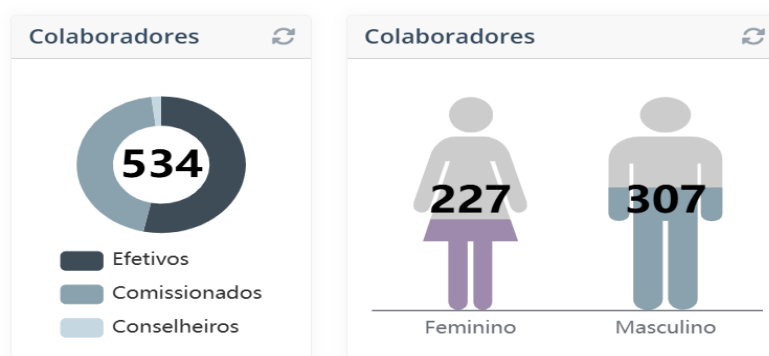 Colaboradores
534
Efetivos
Comissionados
Conselheiros
Colaboradores
227
307
Feminino
Masculino